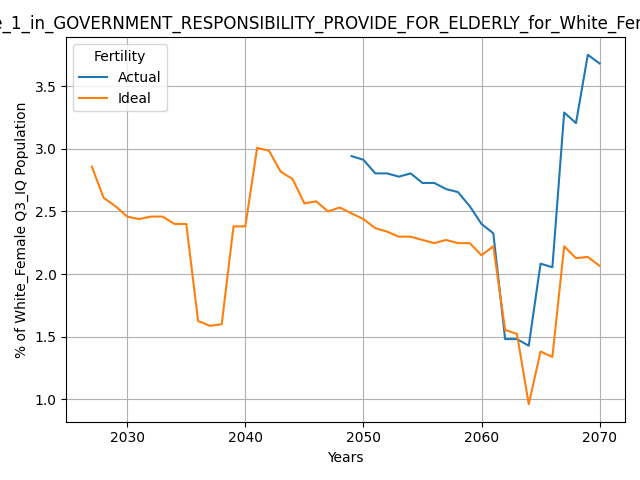 e_1_in_GOVERNMENT_RESPONSIBILITY_PROVIDE_FOR_ELDERLY_for_White_Fe
Fertility
Actual
Ideal
% of White_Female Q3_IQ Population
3.5
3.0
2.5
2.0
1.5
1.0
2030 2040 2050 2060 2070
Years